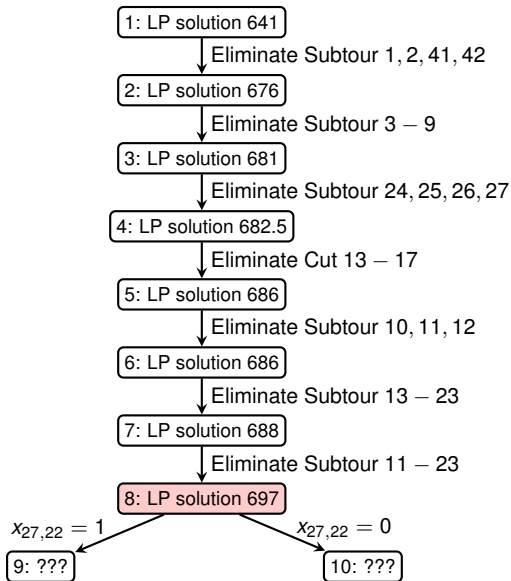 1: LP solution 641
Eliminate Subtour 1, 2, 41, 42
2: LP solution 676
Eliminate Subtour 3 − 9
3: LP solution 681
Eliminate Subtour 24, 25, 26, 27
4: LP solution 682.5
Eliminate Cut 13 − 17
5: LP solution 686
Eliminate Subtour 10, 11, 12
6: LP solution 686
Eliminate Subtour 13 − 23
7: LP solution 688
Eliminate Subtour 11 − 23
8: LP solution 697
x27,22 = 1 x27,22 = 0
9: ??? 10: ???